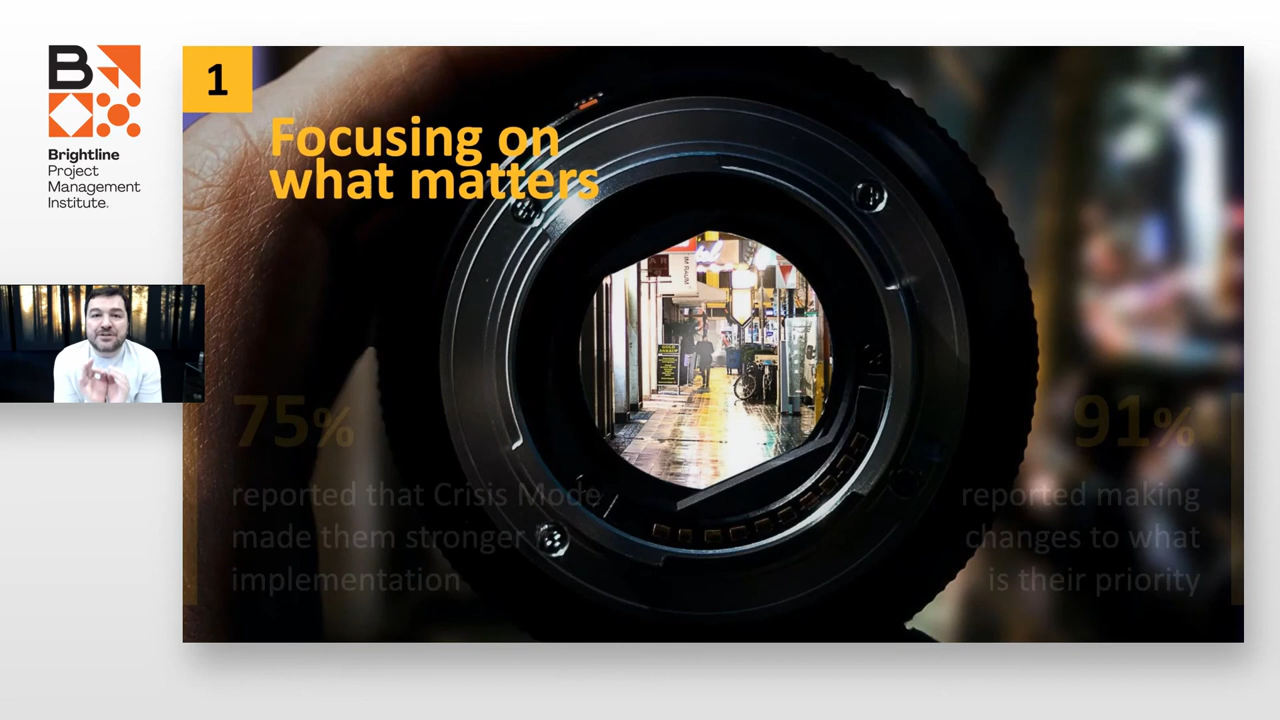 B
Brightline
Project
Management
Institute.
1
Focusing on
what matters
75%
reported that Crisis Mode
made them stronger in
implementation
91%
reported making
changes to what
is their priority